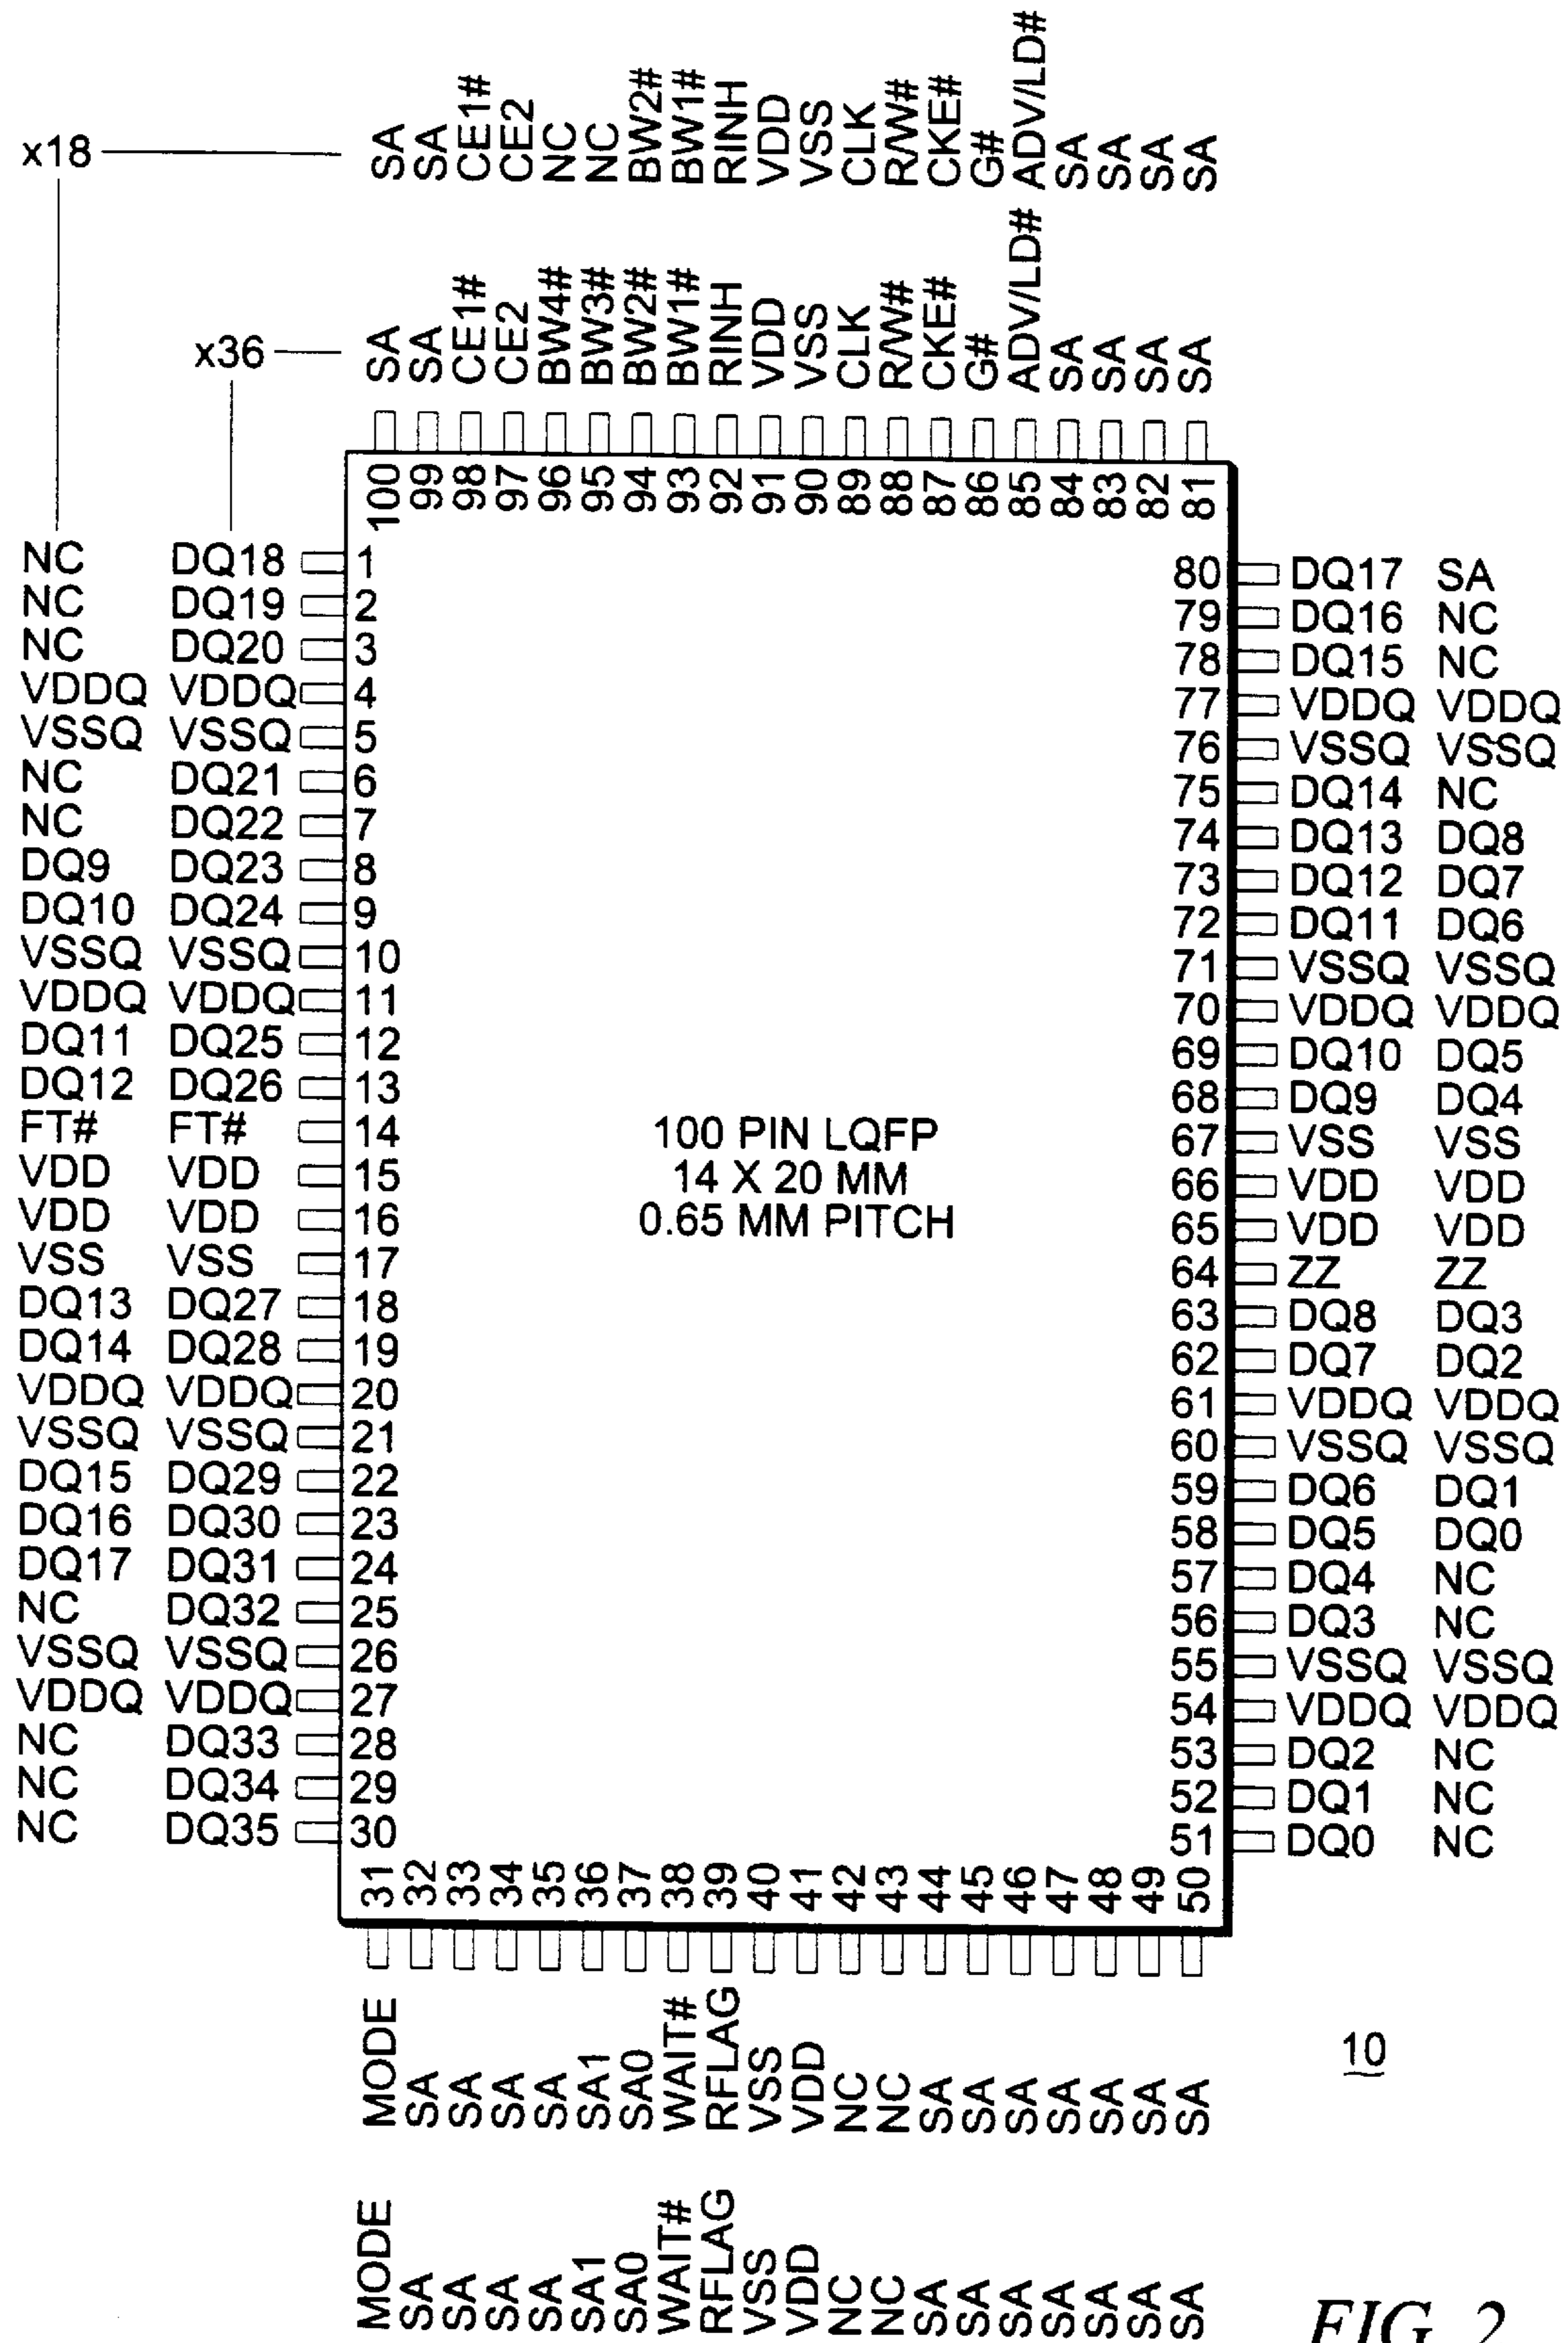 x18 SA SA CE1# CE2 NC NC BW2# BW1# RINH VDD VSS CLK R/W# CKE# G# ADV/LD# SA SA SA SA
x36 SA SA CE1# CE2 BW4# BW3# BW2# BW1# RINH VDD VSS CLK R/W# CKE# G# ADV/LD# SA SA SA SA
100 99 98 97 96 95 94 93 92 91 90 89 88 87 86 85 84 83 82 81
NC DQ18 1
NC DQ19 2
NC DQ20 3
VDDQ VDDQ 4
VSSQ VSSQ 5
NC DQ21 6
NC DQ22 7
DQ9 DQ23 8
DQ10 DQ24 9
VSSQ VSSQ 10
VDDQ VDDQ 11
DQ11 DQ25 12
DQ12 DQ26 13
FT# FT# 14
VDD VDD 15
VDD VDD 16
VSS VSS 17
DQ13 DQ27 18
DQ14 DQ28 19
VDDQ VDDQ 20
VSSQ VSSQ 21
DQ15 DQ29 22
DQ16 DQ30 23
DQ17 DQ31 24
NC DQ32 25
VSSQ VSSQ 26
VDDQ VDDQ 27
NC DQ33 28
NC DQ34 29
NC DQ35 30
100 PIN LQFP
14 X 20 MM
0.65 MM PITCH
80 DQ17 SA
79 DQ16 NC
78 DQ15 NC
77 VDDQ VDDQ
76 VSSQ VSSQ
75 DQ14 NC
74 DQ13 DQ8
73 DQ12 DQ7
72 DQ11 DQ6
71 VSSQ VSSQ
70 VDDQ VDDQ
69 DQ10 DQ5
68 DQ9 DQ4
67 VSS VSS
66 VDD VDD
65 VDD VDD
64 ZZ ZZ
63 DQ8 DQ3
62 DQ7 DQ2
61 VDDQ VDDQ
60 VSSQ VSSQ
59 DQ6 DQ1
58 DQ5 DQ0
57 DQ4 NC
56 DQ3 NC
55 VSSQ VSSQ
54 VDDQ VDDQ
53 DQ2 NC
52 DQ1 NC
51 DQ0 NC
31 32 33 34 35 36 37 38 39 40 41 42 43 44 45 46 47 48 49 50
MODE SA SA SA SA SA1 SA0 WAIT# RFLAG VSS VDD NC NC SA SA SA SA SA SA SA
10
MODE SA SA SA SA SA1 SA0 WAIT# RFLAG VSS VDD NC NC SA SA SA SA SA SA SA
FIG. 2